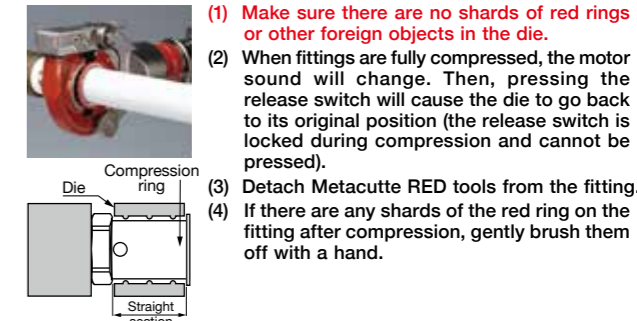 (1) Make sure there are no shards of red rings
or other foreign objects in the die.
(2) When fittings are fully compressed, the motor
sound will change. Then, pressing the
release switch will cause the die to go back
to its original position (the release switch is
locked during compression and cannot be
pressed).
(3) Detach Metacutte RED tools from the fitting.
(4) If there are any shards of the red ring on the
fitting after compression, gently brush them
off with a hand.
Compression
ring
Die
Straight
section